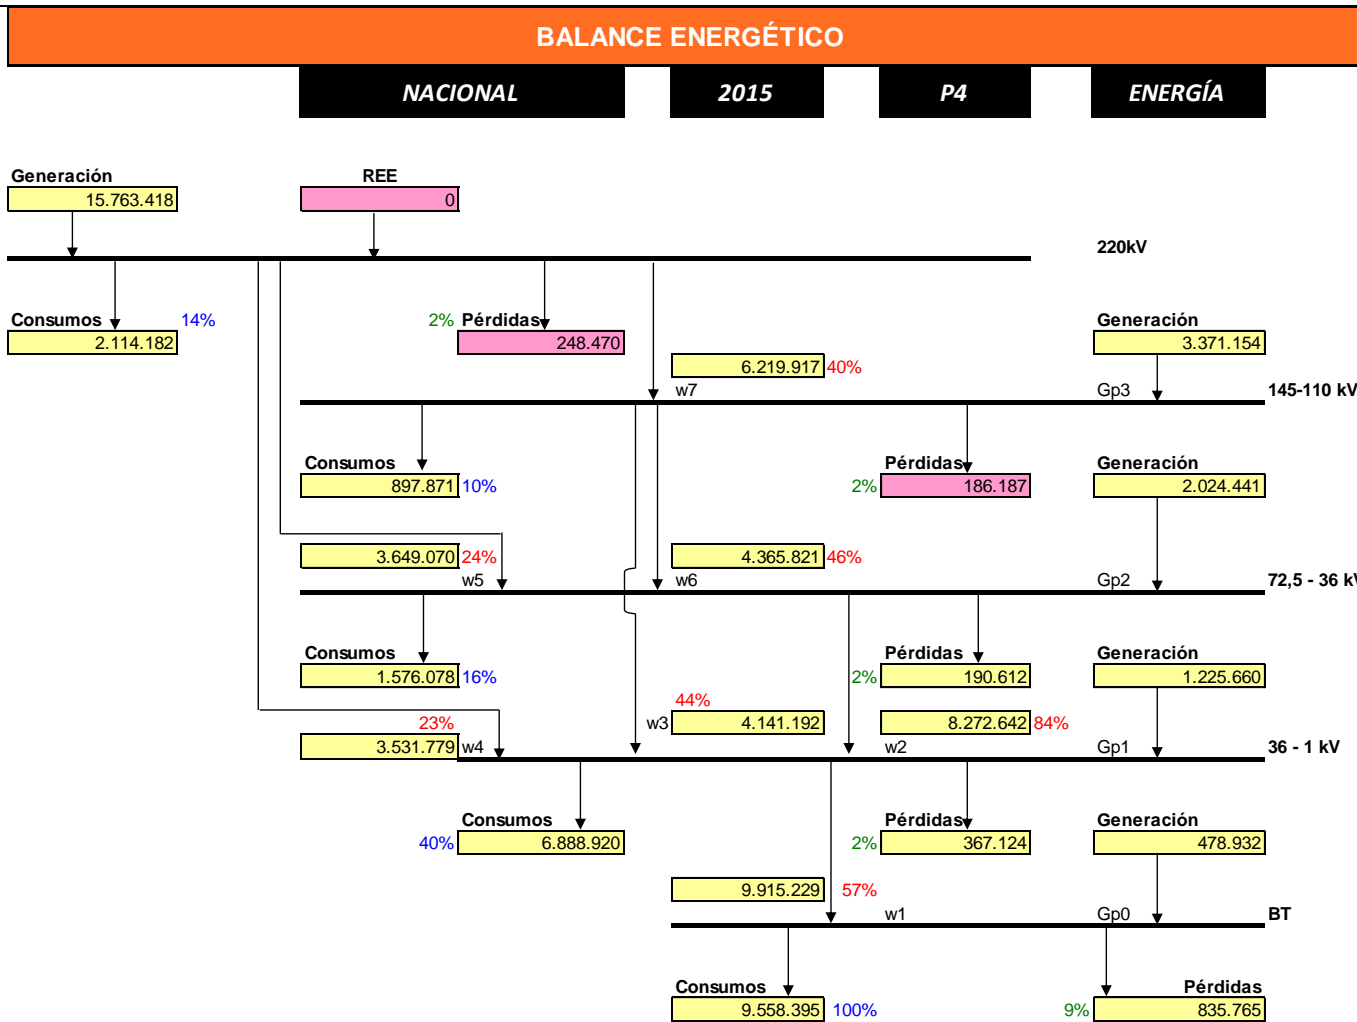 BALANCE ENERGÉTICO
NACIONAL 2015 P4 ENERGÍA
Generación REE
15.763.418 0
220kV
Consumos 14% 2% Pérdidas Generación
2.114.182 248.470 3.371.154
6.219.917 40%
w7 Gp3 145-110 kV
Consumos Pérdidas Generación
897.871 10% 2% 186.187 2.024.441
3.649.070 24% 4.365.821 46%
w5 w6 Gp2 72,5 - 36 kV
Consumos Pérdidas Generación
1.576.078 16% 2% 190.612 1.225.660
44%
23% w3 4.141.192 8.272.642 84%
3.531.779 w4 w2 Gp1 36 - 1 kV
Consumos Pérdidas Generación
40% 6.888.920 2% 367.124 478.932
9.915.229 57%
w1 Gp0 BT
Consumos Pérdidas
9.558.395 100% 9% 835.765